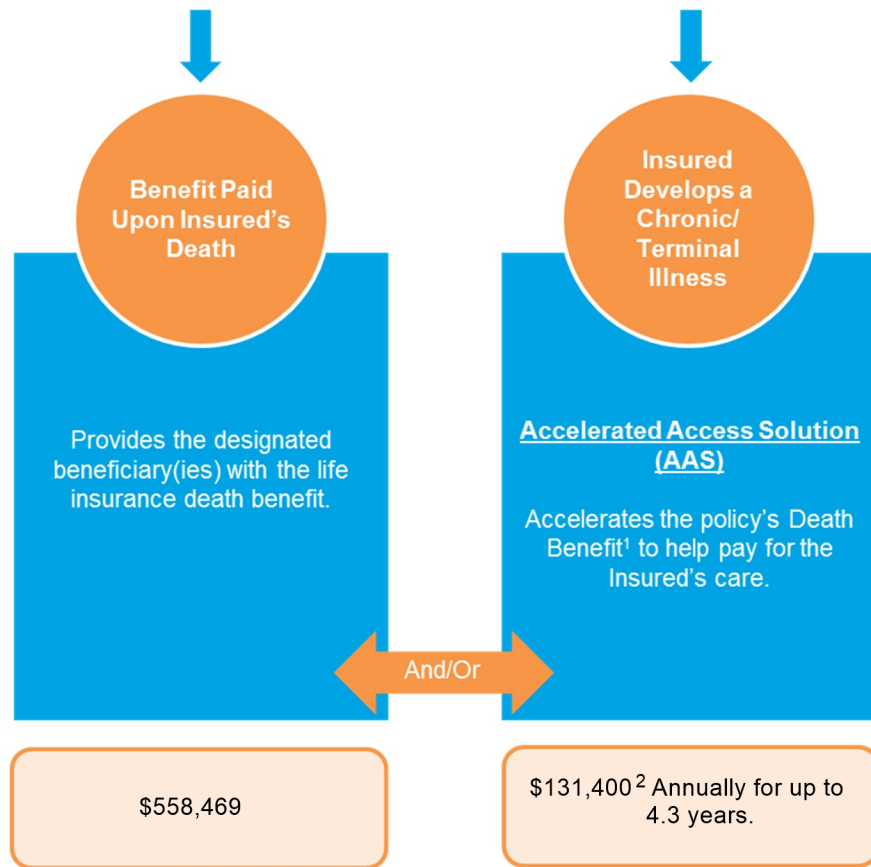 Benefit Paid
Upon Insured's
Death
Provides the designated
beneficiary(ies) with the life
insurance death benefit.
Insured
Develops a
Chronic/
Terminal
Illness
Accelerated Access Solution
(AAS)
Accelerates the policy's Death
Benefit¹ to help pay for the
Insured's care.
And/Or
$558,469
$131,400² Annually for up to
4.3 years.